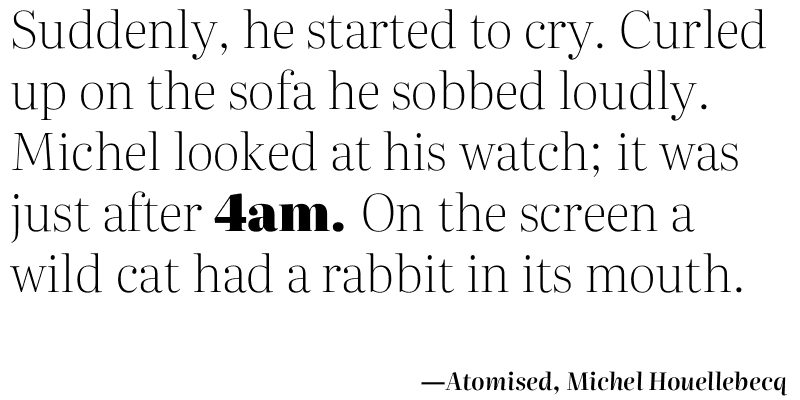 Suddenly, he started to cry. Curled
up on the sofa he sobbed loudly.
Michel looked at his watch; it was
just after 4am. On the screen a
wild cat had a rabbit in its mouth.
—Atomised, Michel Houellebecq